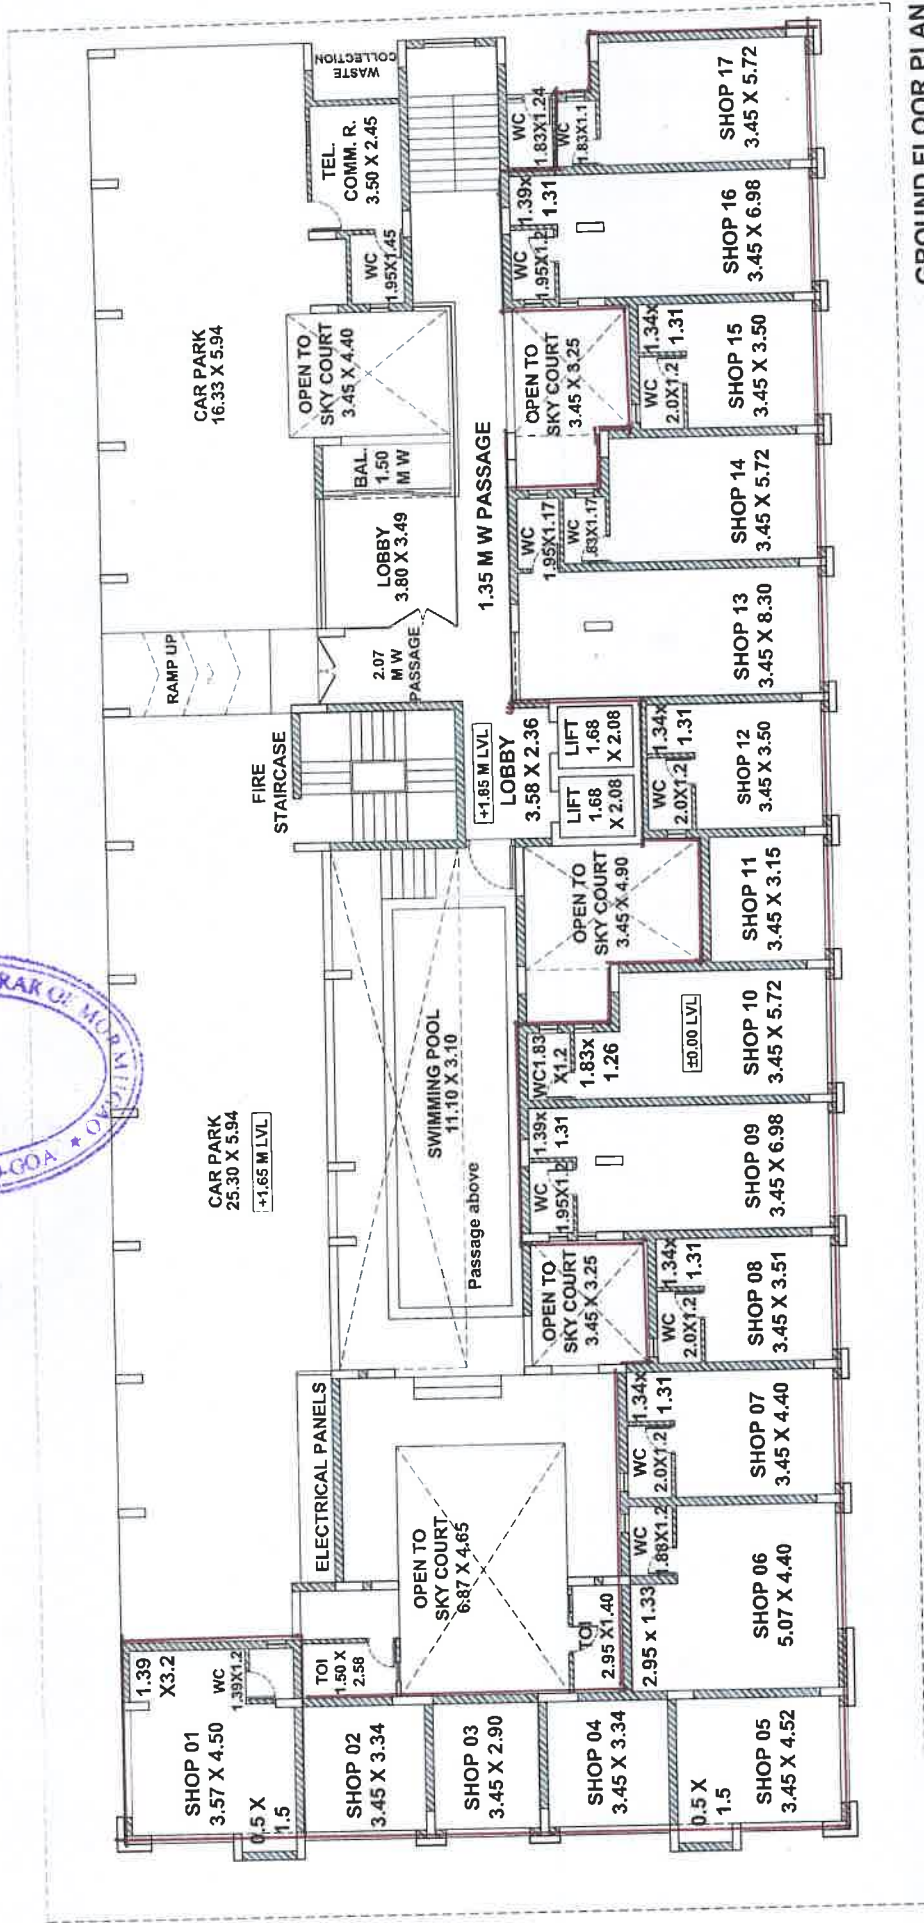 GROUND FLOOR PLAN
CAR PARK
25.30 X 5.94
+1.65 M LVL
RAMP UP
CAR PARK
16.33 X 5.94
WASTE
COLLECTION
TEL.
COMM. R.
3.50 X 2.45
WC
1.95X1.45
OPEN TO
SKY COURT
3.45 X 4.40
BAL.
1.50
M W
LOBBY
3.80 X 3.49
2.07
M W
PASSAGE
1.35 M W PASSAGE
FIRE
STAIRCASE
+1.65 M LVL
LOBBY
3.58 X 2.36
LIFT
1.68
X 2.08
LIFT
1.68
X 2.08
SWIMMING POOL
11.10 X 3.10
Passage above
ELECTRICAL PANELS
OPEN TO
SKY COURT
6.87 X 4.65
TOI
1.50 X
2.58
TOI
2.95 X1.40
SHOP 01
3.57 X 4.50
1.39
X3.2
WC
1.39X1.2
0.5 X
1.5
SHOP 02
3.45 X 3.34
SHOP 03
3.45 X 2.90
SHOP 04
3.45 X 3.34
0.5 X
1.5
SHOP 05
3.45 X 4.52
2.95 x 1.33
WC
1.88X1.2
SHOP 06
5.07 X 4.40
WC
2.0X1.2
1.34x
1.31
SHOP 07
3.45 X 4.40
OPEN TO
SKY COURT
3.45 X 3.25
WC
2.0X1.2
1.34x
1.31
SHOP 08
3.45 X 3.51
WC
1.95X1.2
1.39x
1.31
SHOP 09
3.45 X 6.98
WC1.83
X1.2
1.83x
1.26
±0.00 LVL
SHOP 10
3.45 X 5.72
OPEN TO
SKY COURT
3.45 X 4.90
SHOP 11
3.45 X 3.15
WC
2.0X1.2
1.34x
1.31
SHOP 12
3.45 X 3.50
SHOP 13
3.45 X 8.30
WC
1.95X1.17
WC
.83X1.17
SHOP 14
3.45 X 5.72
OPEN TO
SKY COURT
3.45 X 3.25
WC
2.0X1.2
1.34x
1.31
SHOP 15
3.45 X 3.50
WC
1.95X1.2
1.39x
1.31
SHOP 16
3.45 X 6.98
WC
1.83X1.24
WC
1.83X1.1
SHOP 17
3.45 X 5.72
RAR OF MORMUGAO ★
GOA